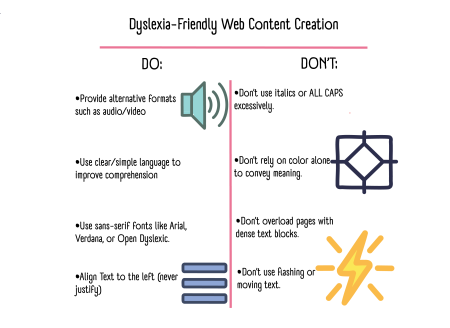 Dyslexia-Friendly Web Content Creation
DO:
•Provide alternative formats
such as audio/video
•Use clear/simple language to
improve comprehension
•Use sans-serif fonts like Arial,
Verdana, or Open Dyslexic.
•Align Text to the left (never
justify)
DON'T:
•Don't use italics or ALL CAPS
excessively.
•Don't rely on color alone
to convey meaning.
•Don't overload pages with
dense text blocks.
•Don't use flashing or
moving text.